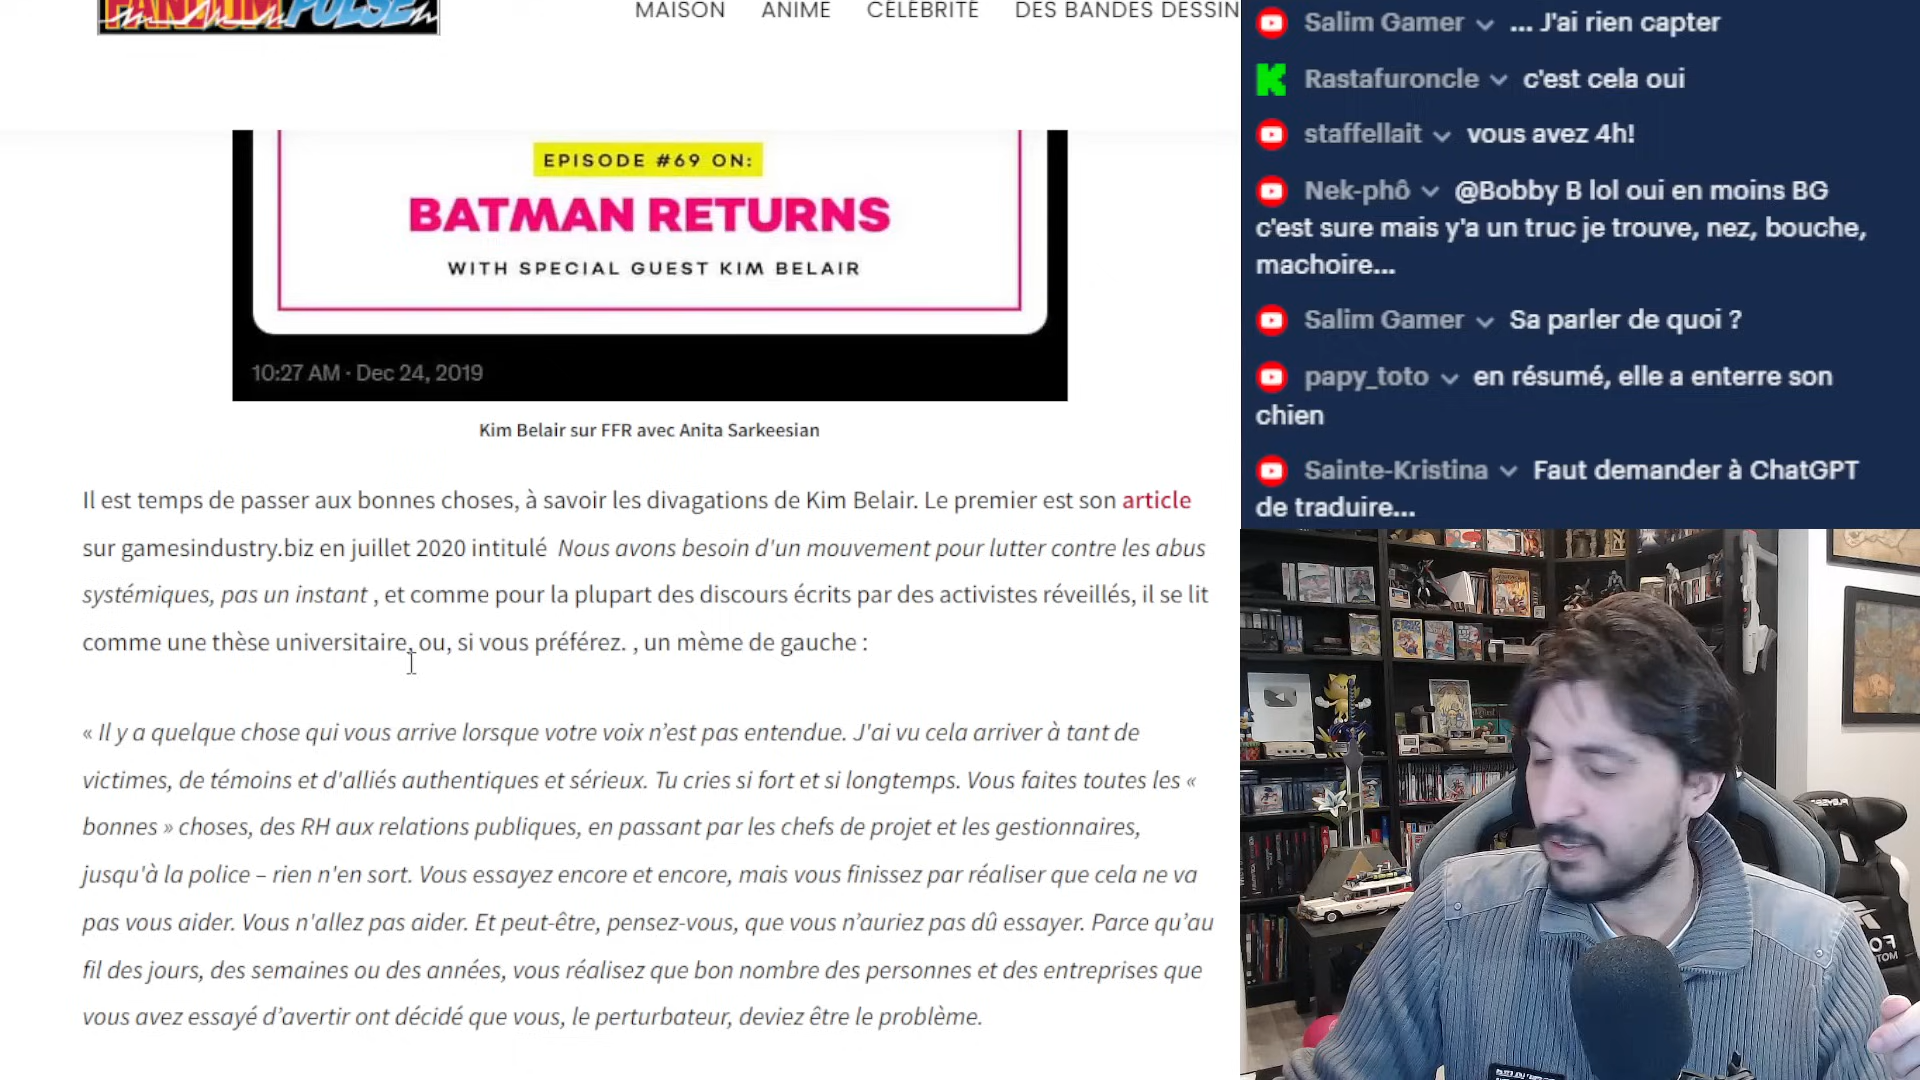 FANDOM PULSE
MAISON ANIME CÉLÉBRITÉ DES BANDES DESSIN
EPISODE #69 ON:
BATMAN RETURNS
WITH SPECIAL GUEST KIM BELAIR
10:27 AM · Dec 24, 2019
Kim Belair sur FFR avec Anita Sarkeesian
Il est temps de passer aux bonnes choses, à savoir les divagations de Kim Belair. Le premier est son article
sur gamesindustry.biz en juillet 2020 intitulé Nous avons besoin d'un mouvement pour lutter contre les abus
systémiques, pas un instant , et comme pour la plupart des discours écrits par des activistes réveillés, il se lit
comme une thèse universitaire, ou, si vous préférez. , un mème de gauche :
« Il y a quelque chose qui vous arrive lorsque votre voix n’est pas entendue. J'ai vu cela arriver à tant de
victimes, de témoins et d'alliés authentiques et sérieux. Tu cries si fort et si longtemps. Vous faites toutes les «
bonnes » choses, des RH aux relations publiques, en passant par les chefs de projet et les gestionnaires,
jusqu'à la police – rien n'en sort. Vous essayez encore et encore, mais vous finissez par réaliser que cela ne va
pas vous aider. Vous n'allez pas aider. Et peut-être, pensez-vous, que vous n’auriez pas dû essayer. Parce qu’au
fil des jours, des semaines ou des années, vous réalisez que bon nombre des personnes et des entreprises que
vous avez essayé d’avertir ont décidé que vous, le perturbateur, deviez être le problème.
Salim Gamer ... J'ai rien capter
Rastafuroncle c'est cela oui
staffellait vous avez 4h!
Nek-phô @Bobby B lol oui en moins BG
c'est sure mais y'a un truc je trouve, nez, bouche,
machoire...
Salim Gamer Sa parler de quoi ?
papy_toto en résumé, elle a enterre son
chien
Sainte-Kristina Faut demander à ChatGPT
de traduire...